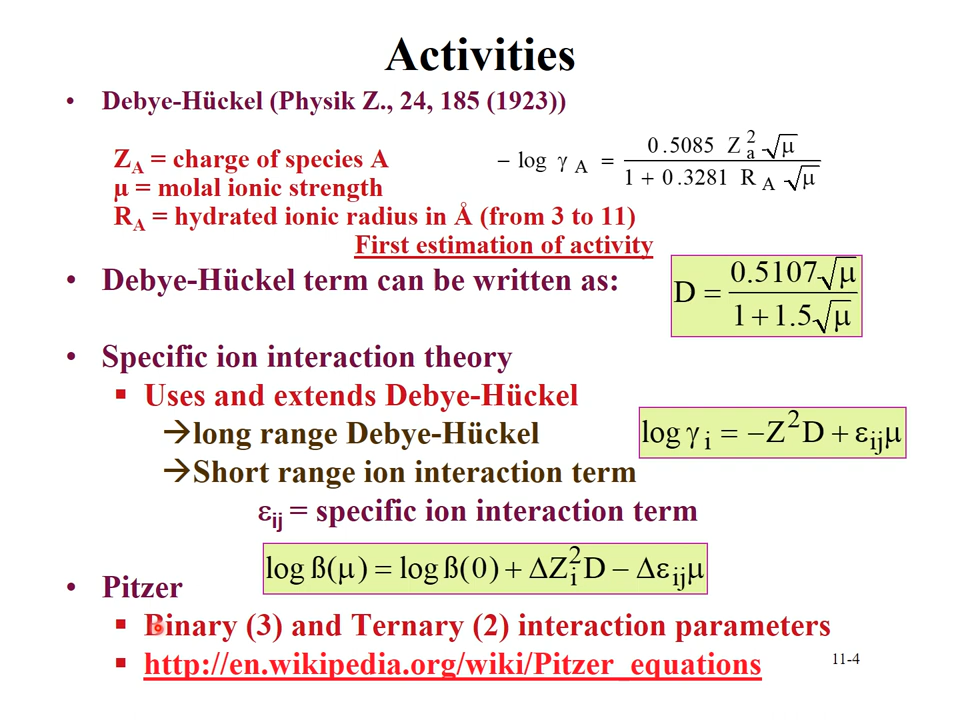 Activities
• Debye-Hückel (Physik Z., 24, 185 (1923))
− log γ A = 0.5085 Z a 2 √μ / 1 + 0.3281 R A √μ
ZA = charge of species A
μ = molal ionic strength
RA = hydrated ionic radius in Å (from 3 to 11)
First estimation of activity
• Debye-Hückel term can be written as:
D = 0.5107√μ / 1 + 1.5√μ
• Specific ion interaction theory
▪ Uses and extends Debye-Hückel
→long range Debye-Hückel
log γ i = −Z²D + εijμ
→Short range ion interaction term
εij = specific ion interaction term
log ß(μ) = log ß(0) + ΔZi²D − Δεijμ
• Pitzer
▪ Binary (3) and Ternary (2) interaction parameters
▪ http://en.wikipedia.org/wiki/Pitzer_equations
11-4